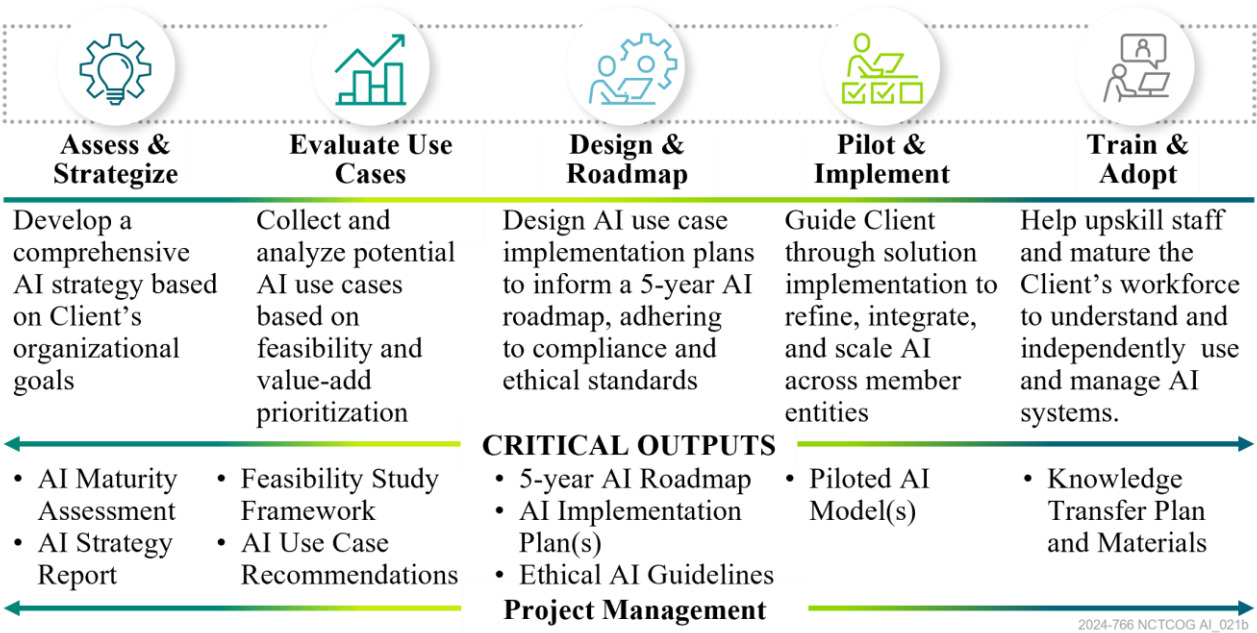 Assess &
Strategize
Evaluate Use
Cases
Design &
Roadmap
Pilot &
Implement
Train &
Adopt
Develop a
comprehensive
AI strategy based
on Client’s
organizational
goals
Collect and
analyze potential
AI use cases
based on
feasibility and
value-add
prioritization
Design AI use case
implementation plans
to inform a 5-year AI
roadmap, adhering
to compliance and
ethical standards
Guide Client
through solution
implementation to
refine, integrate,
and scale AI
across member
entities
Help upskill staff
and mature the
Client’s workforce
to understand and
independently  use
and manage AI
systems.
CRITICAL OUTPUTS
• AI Maturity
Assessment
• AI Strategy
Report
• Feasibility Study
Framework
• AI Use Case
Recommendations
• 5-year AI Roadmap
• AI Implementation
Plan(s)
• Ethical AI Guidelines
• Piloted AI
Model(s)
• Knowledge
Transfer Plan
and Materials
Project Management
2024-766 NCTCOG AI_021b